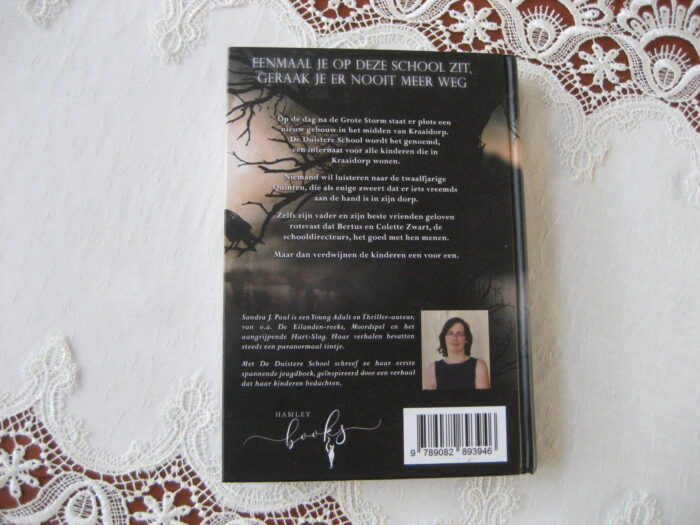 EENMAAL JE OP DEZE SCHOOL ZIT,
GERAAK JE ER NOOIT MEER WEG
Op de dag na de Grote Storm staat er plots een
nieuw gebouw in het midden van Kraaidorp.
De Duistere School wordt het genoemd,
een internaat voor alle kinderen die in
Kraaidorp wonen.
Niemand wil luisteren naar de twaalfjarige
Quinten, die als enige zweert dat er iets vreemds
aan de hand is in zijn dorp.
Zelfs zijn vader en zijn beste vrienden geloven
rotsvast dat Bertus en Colette Zwart, de
schooldirecteurs, het goed met hen menen.
Maar dan verdwijnen de kinderen een voor een.
Sandra J. Paul is een Young Adult en Thriller-auteur,
van o.a. De Eilanden-reeks, Moordspel en het
aangrijpende Hart-Slag. Haar verhalen bevatten
steeds een paranormaal tintje.
Met De Duistere School schreef ze haar eerste
spannende jeugdboek, geïnspireerd door een verhaal
dat haar kinderen bedachten.
HAMLEY
books
9 789082 893946